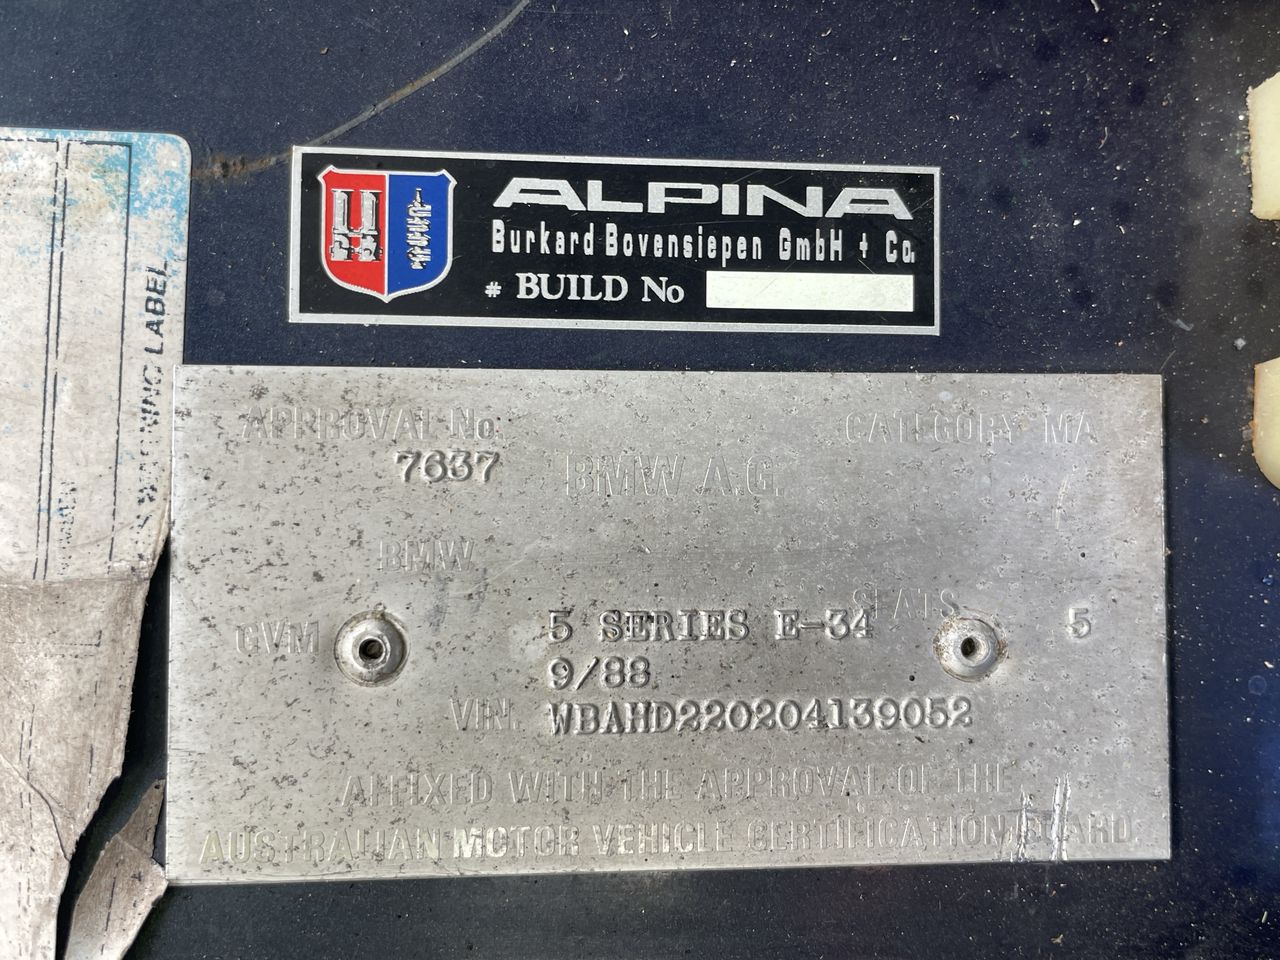 ALPINA
Burkard Bovensiepen GmbH + Co.
# BUILD No
WARNING LABEL
APPROVAL No. CATEGORY MA
7637 BMW A.G.
BMW
SEATS
GVM 5 SERIES E-34 5
9/88
VIN. WBAHD220204139052
AFFIXED WITH THE APPROVAL OF THE
AUSTRALIAN MOTOR VEHICLE CERTIFICATION BOARD